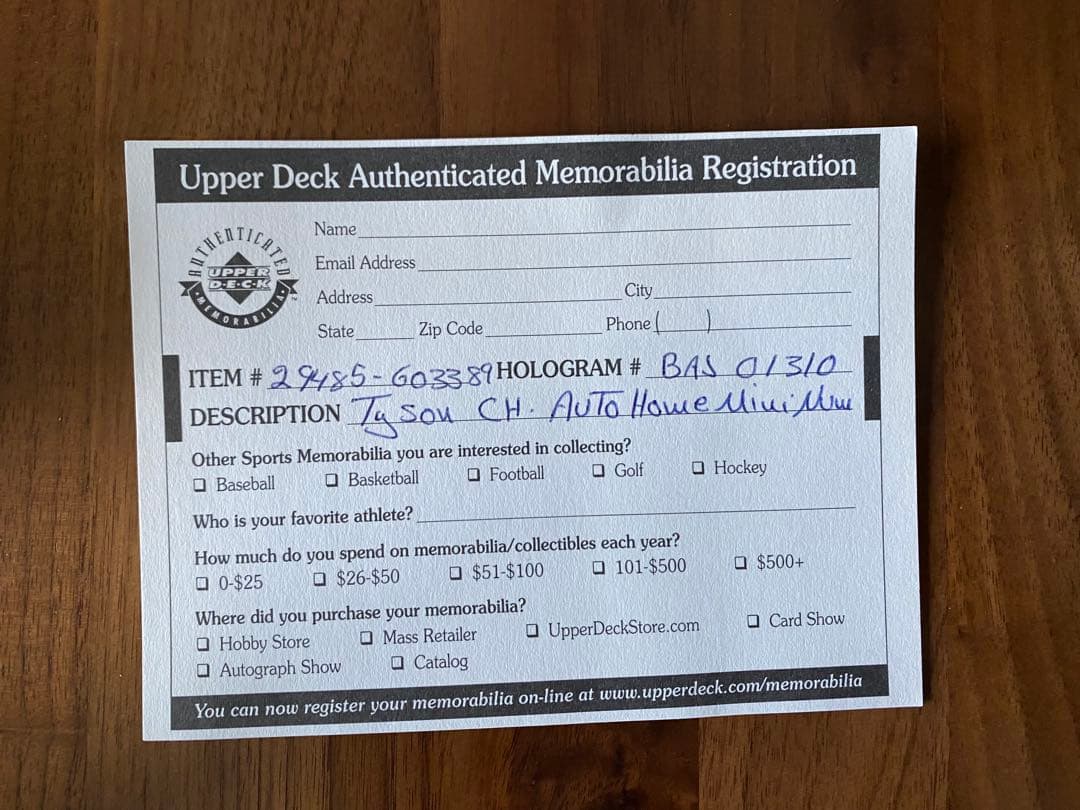 Upper Deck Authenticated Memorabilia Registration
AUTHENTICATED
UPPER
D·E·C·K
MEMORABILIA
Name
Email Address
Address City
State Zip Code Phone ( )
ITEM # 29485-603389 HOLOGRAM # BAS 01310
DESCRIPTION Tyson CH. AUTO Home Mini
Other Sports Memorabilia you are interested in collecting?
❏ Baseball ❏ Basketball ❏ Football ❏ Golf ❏ Hockey
Who is your favorite athlete?
How much do you spend on memorabilia/collectibles each year?
❏ 0-$25 ❏ $26-$50 ❏ $51-$100 ❏ 101-$500 ❏ $500+
Where did you purchase your memorabilia?
❏ Hobby Store ❏ Mass Retailer ❏ UpperDeckStore.com ❏ Card Show
❏ Autograph Show ❏ Catalog
You can now register your memorabilia on-line at www.upperdeck.com/memorabilia